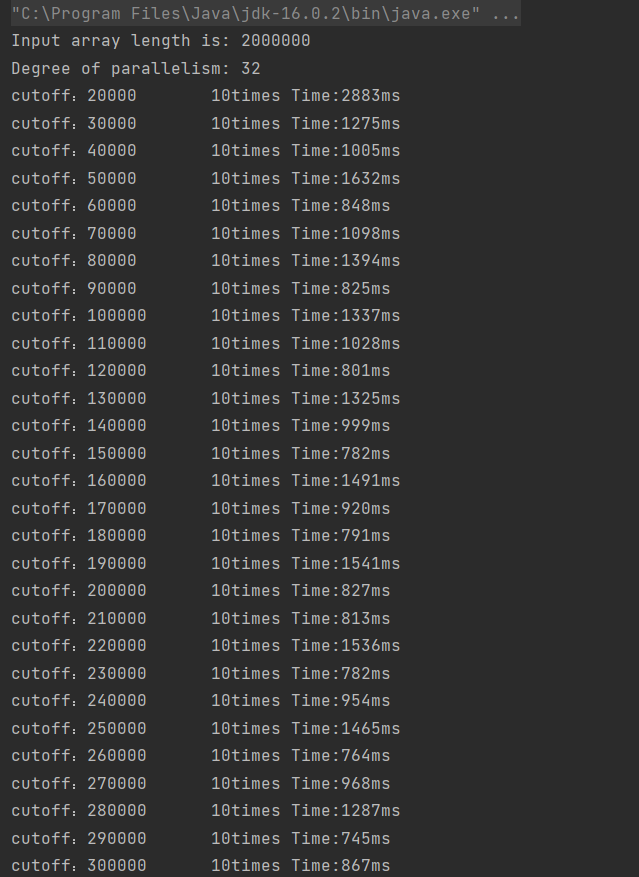 "C:\Program Files\Java\jdk-16.0.2\bin\java.exe" ...
Input array length is: 2000000
Degree of parallelism: 32
cutoff：20000 10times Time:2883ms
cutoff：30000 10times Time:1275ms
cutoff：40000 10times Time:1005ms
cutoff：50000 10times Time:1632ms
cutoff：60000 10times Time:848ms
cutoff：70000 10times Time:1098ms
cutoff：80000 10times Time:1394ms
cutoff：90000 10times Time:825ms
cutoff：100000 10times Time:1337ms
cutoff：110000 10times Time:1028ms
cutoff：120000 10times Time:801ms
cutoff：130000 10times Time:1325ms
cutoff：140000 10times Time:999ms
cutoff：150000 10times Time:782ms
cutoff：160000 10times Time:1491ms
cutoff：170000 10times Time:920ms
cutoff：180000 10times Time:791ms
cutoff：190000 10times Time:1541ms
cutoff：200000 10times Time:827ms
cutoff：210000 10times Time:813ms
cutoff：220000 10times Time:1536ms
cutoff：230000 10times Time:782ms
cutoff：240000 10times Time:954ms
cutoff：250000 10times Time:1465ms
cutoff：260000 10times Time:764ms
cutoff：270000 10times Time:968ms
cutoff：280000 10times Time:1287ms
cutoff：290000 10times Time:745ms
cutoff：300000 10times Time:867ms